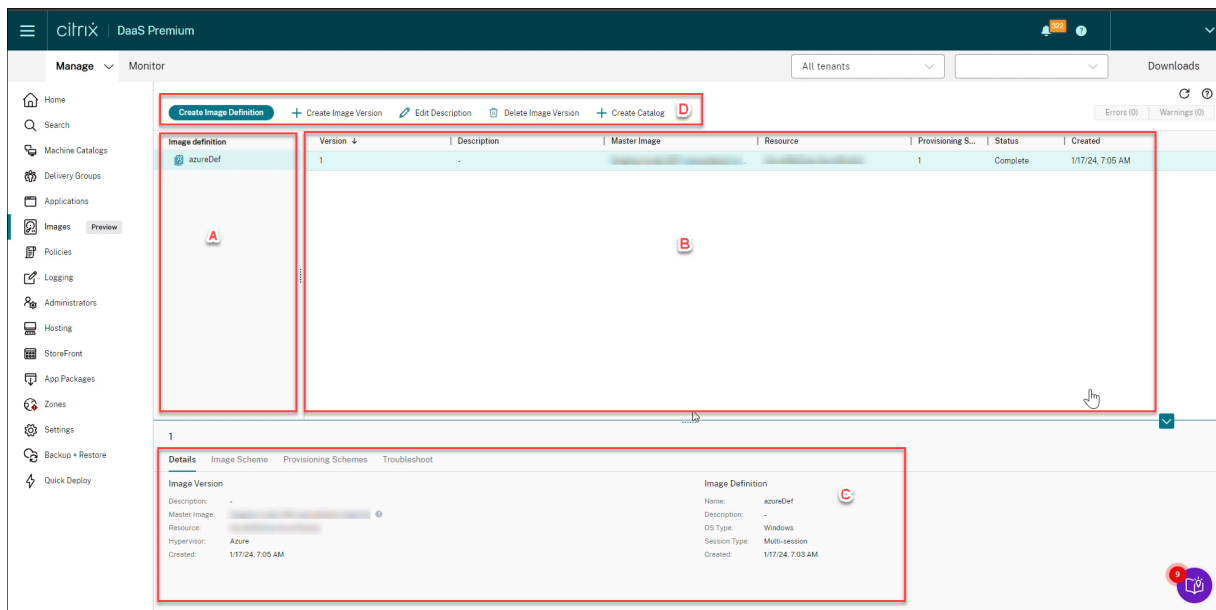 citrix DaaS Premium 322
Manage Monitor All tenants Downloads
Home
Search
Machine Catalogs
Delivery Groups
Applications
Images Preview
Policies
Logging
Administrators
Hosting
StoreFront
App Packages
Zones
Settings
Backup + Restore
Quick Deploy
Create Image Definition Create Image Version Edit Description Delete Image Version Create Catalog D Errors (0) Warnings (0)
Image definition Version Description Master Image Resource Provisioning S... Status Created
azureDef 1 - 1 Complete 1/17/24, 7:05 AM
A
B
1
Details Image Scheme Provisioning Schemes Troubleshoot
Image Version Image Definition
C
Description: - Name: azureDef
Master Image: Description: -
Resource: OS Type: Windows
Hypervisor: Azure Session Type: Multi-session
Created: 1/17/24, 7:05 AM Created: 1/17/24, 7:03 AM
9